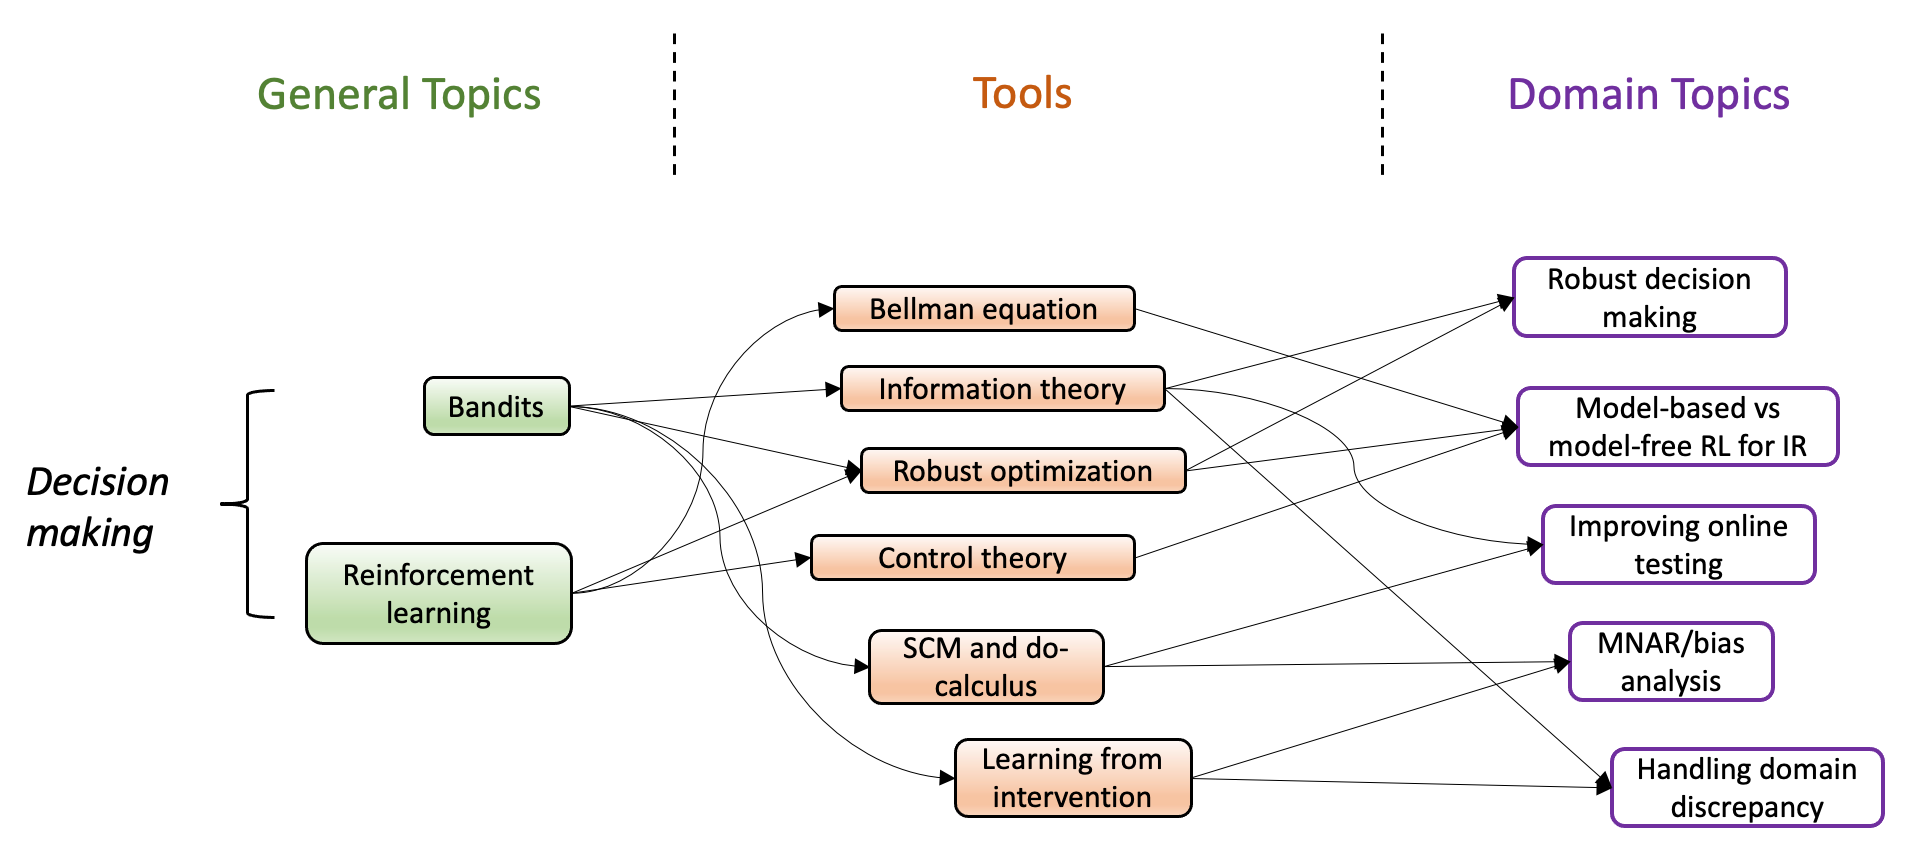 General Topics
Tools
Domain Topics
Decision
making
Bandits
Reinforcement
learning
Bellman equation
Information theory
Robust optimization
Control theory
SCM and do-
calculus
Learning from
intervention
Robust decision
making
Model-based vs
model-free RL for IR
Improving online
testing
MNAR/bias
analysis
Handling domain
discrepancy